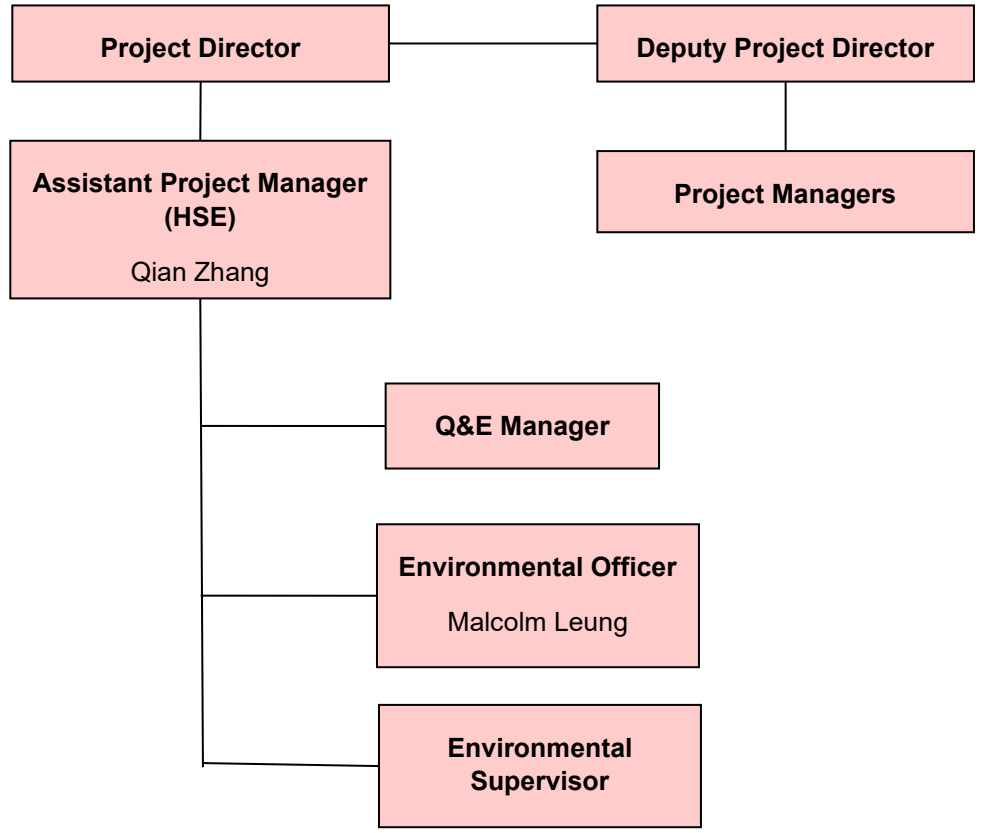 Project Director
Deputy Project Director
Assistant Project Manager
(HSE)
Qian Zhang
Project Managers
Q&E Manager
Environmental Officer
Malcolm Leung
Environmental
Supervisor